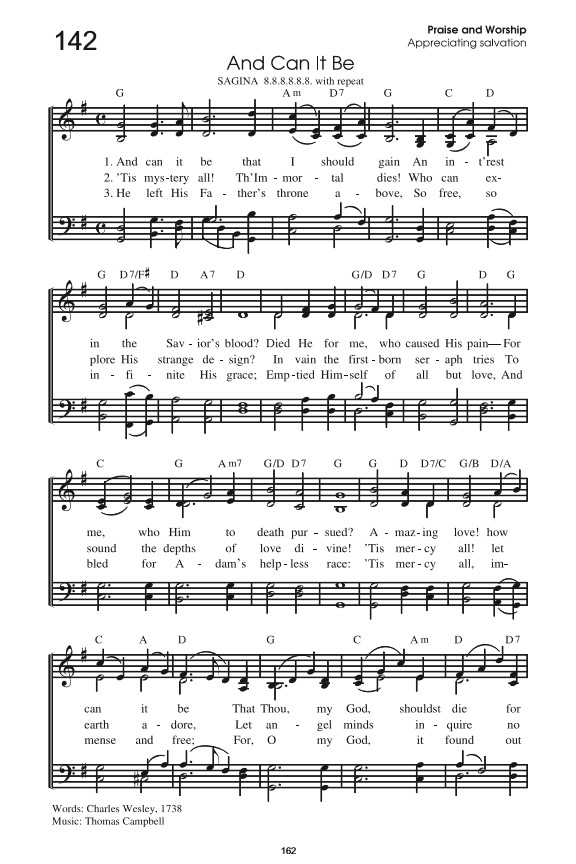 142
Praise and Worship
Appreciating salvation
And Can It Be
SAGINA 8.8.8.8.8.8. with repeat
G Am D7 G C D
1. And can it be that I should gain An in - t'rest
2. 'Tis mys-tery all! Th'Im - mor - tal dies! Who can ex-
3. He left His Fa - ther's throne a - bove, So free, so
G D7/F# D A7 D G/D D7 G D G
in the Sav - ior's blood? Died He for me, who caused His pain— For
plore His strange de - sign? In vain the first - born ser - aph tries To
in - fi - nite His grace; Emp-tied Him-self of all but love, And
C G Am7 G/D D7 G G D D7/C G/B D/A
me, who Him to death pur - sued? A - maz-ing love! how
sound the depths of love di - vine! 'Tis mer - cy all! let
bled for A - dam's help-less race: 'Tis mer - cy all, im-
C A D G C Am D D7
can it be That Thou, my God, shouldst die for
earth a - dore, Let an - gel minds in - quire no
mense and free; For, O my God, it found out
Words: Charles Wesley, 1738
Music: Thomas Campbell
162